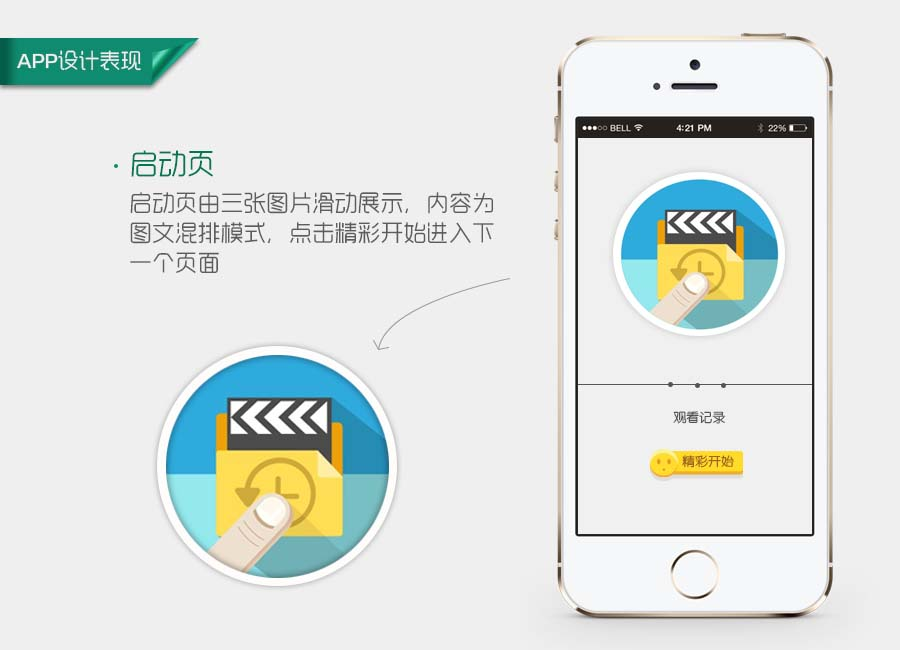 APP设计表现
启动页
启动页由三张图片滑动展示，内容为
图文混排模式，点击精彩开始进入下
一个页面
BELL 4:21 PM 22%
观看记录
精彩开始